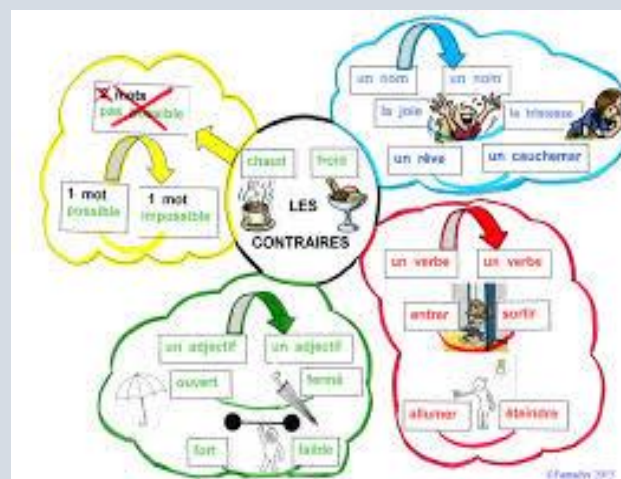 2 mots
pas possible
1 mot
possible
1 mot
impossible
chaud
froid
LES
CONTRAIRES
un nom
un nom
la joie
la tristesse
un rêve
un cauchemar
un verbe
un verbe
entrer
sortir
allumer
éteindre
un adjectif
un adjectif
ouvert
fermé
fort
faible